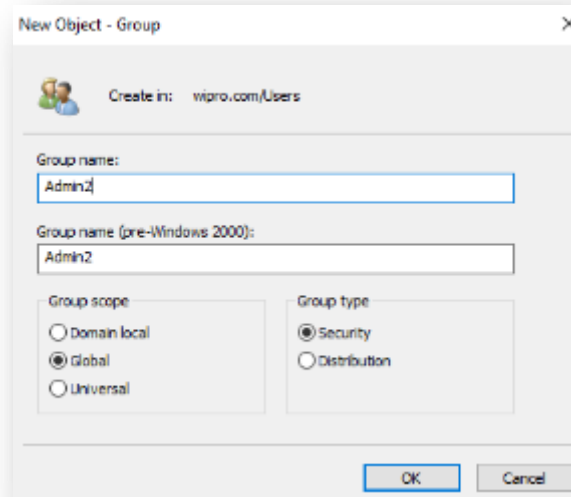 New Object - Group
Create in: wipro.com/Users
Group name:
Admin2
Group name (pre-Windows 2000):
Admin2
Group scope Group type
Domain local Security
Global Distribution
Universal
OK Cancel